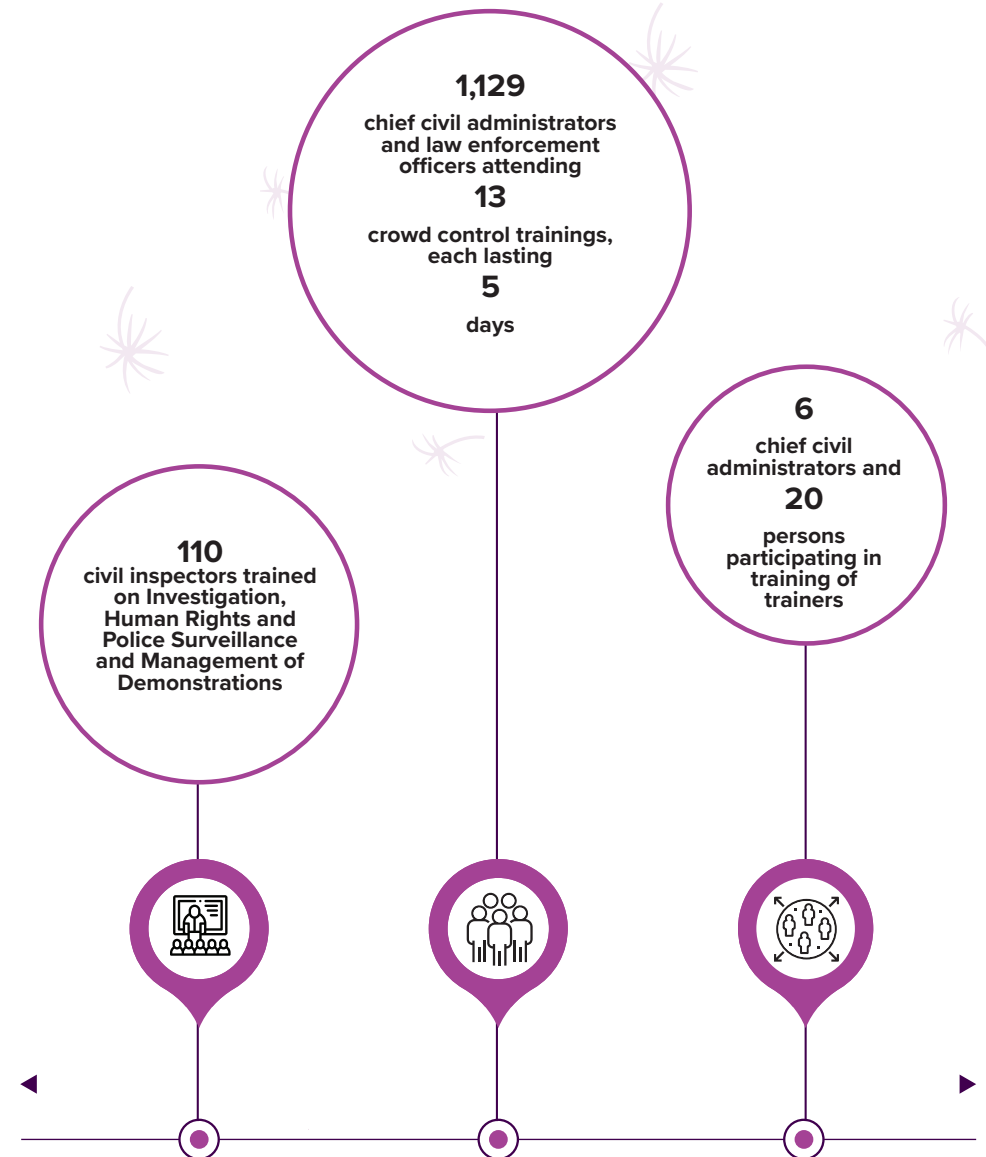 1,129
chief civil administrators
and law enforcement
officers attending
13
crowd control trainings,
each lasting
5
days
6
chief civil
administrators and
20
persons
participating in
training of
trainers
110
civil inspectors trained
on Investigation,
Human Rights and
Police Surveillance
and Management of
Demonstrations